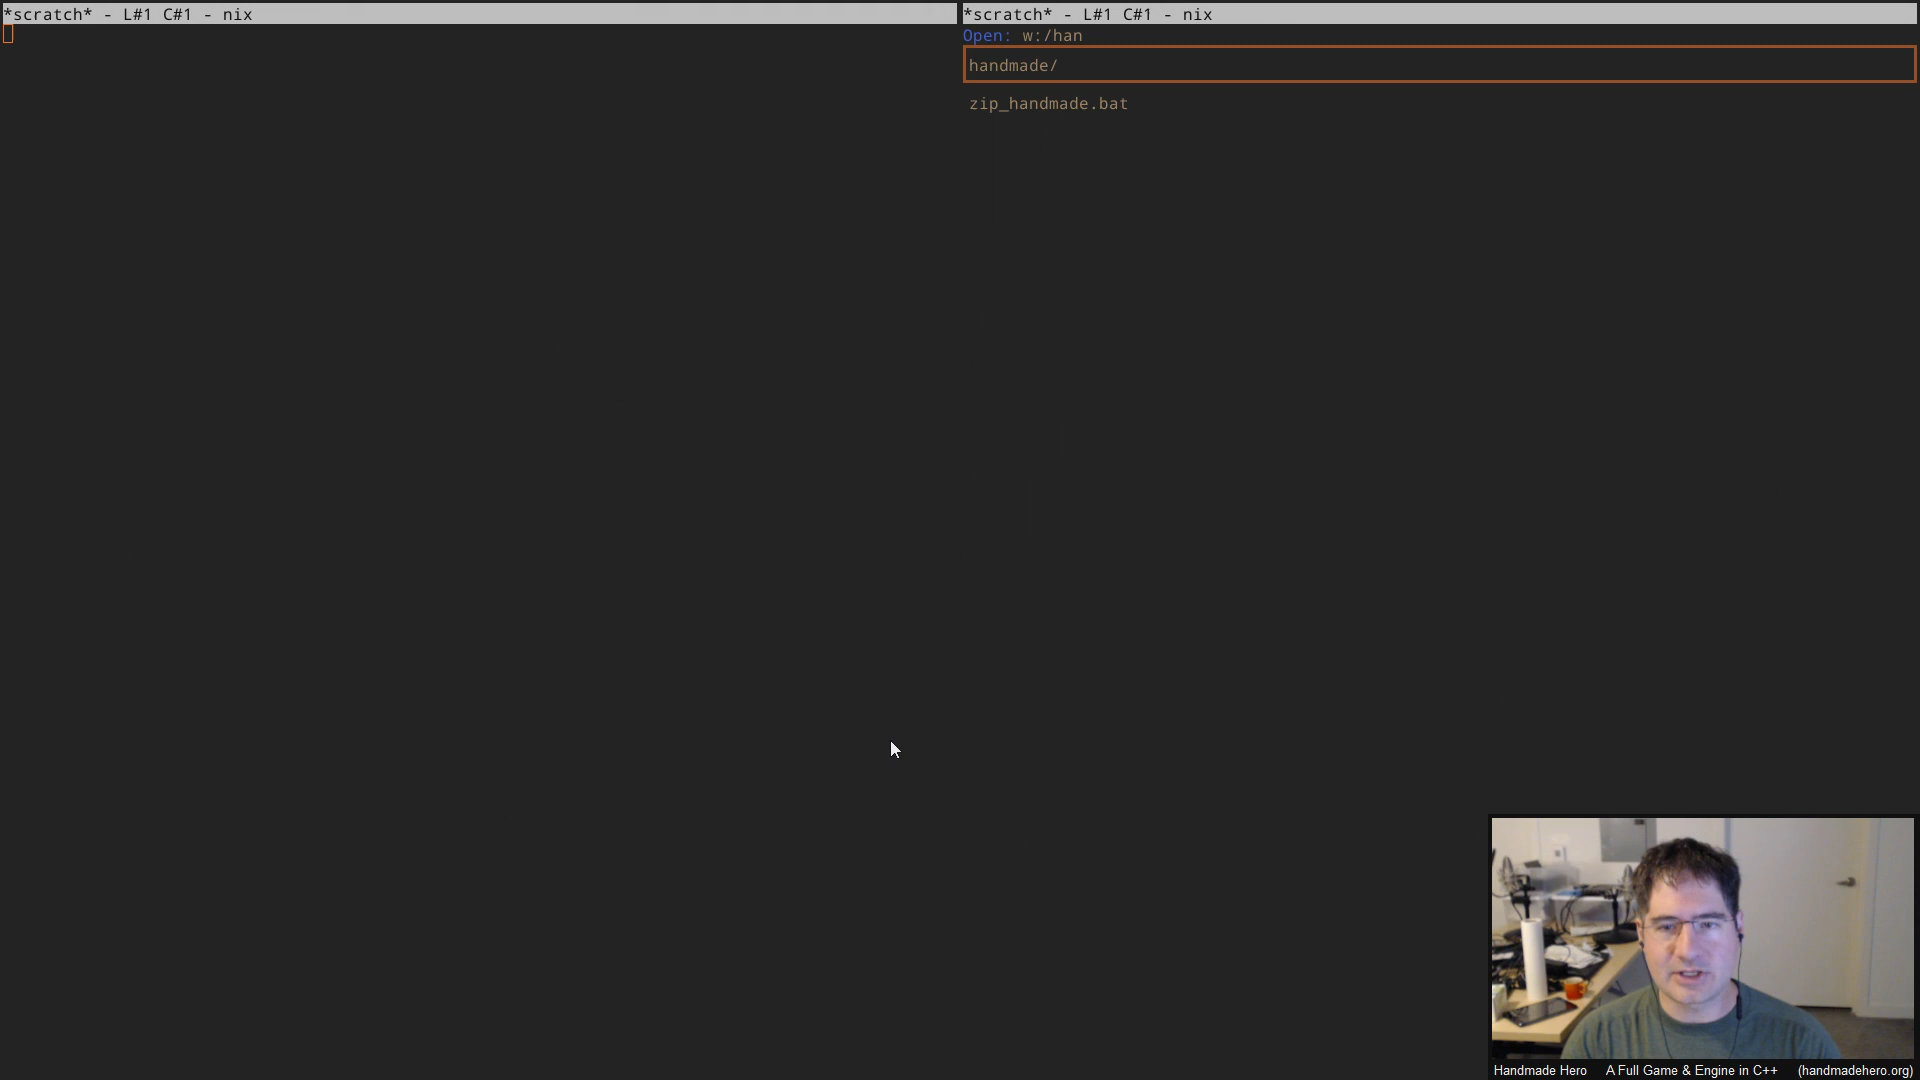 *scratch* - L#1 C#1 - nix
*scratch* - L#1 C#1 - nix
Open: w:/han
handmade/
zip_handmade.bat
Handmade Hero A Full Game & Engine in C++ (handmadehero.org)